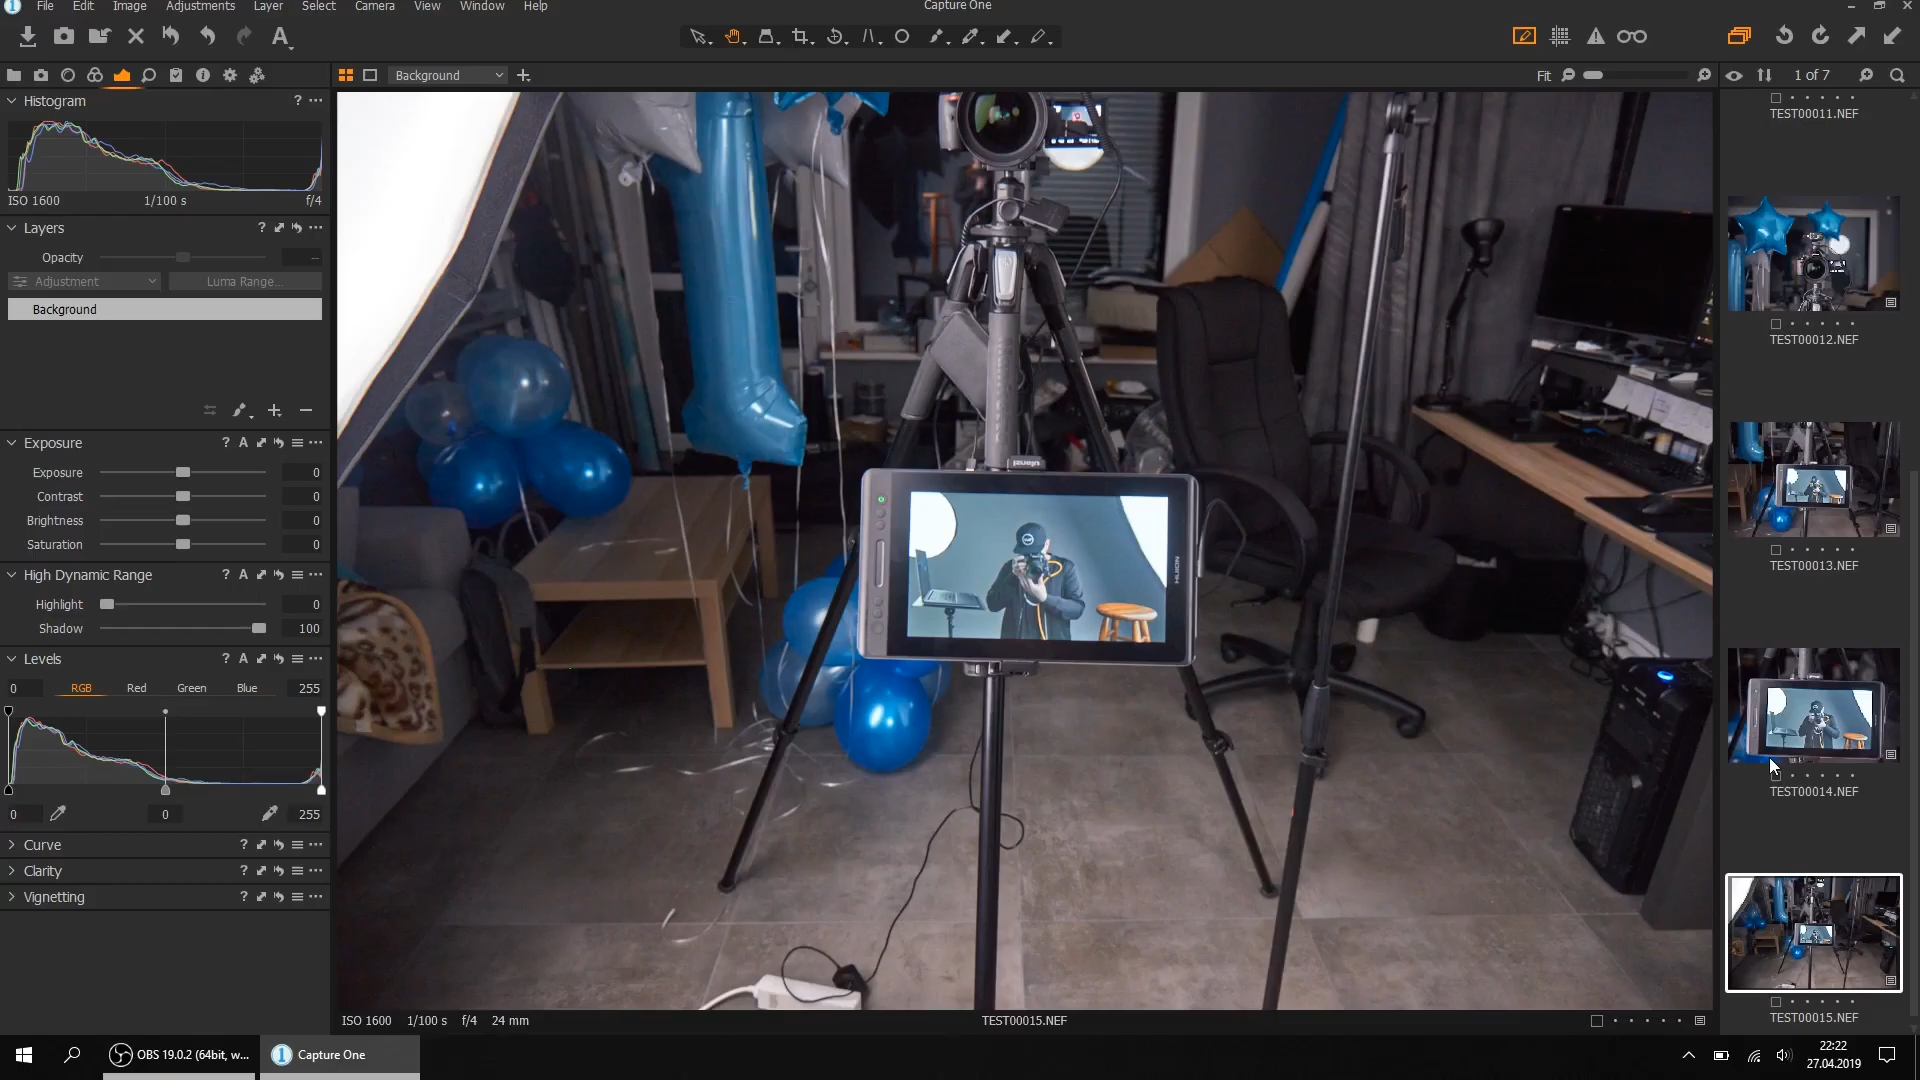 File Edit Image Adjustments Layer Select Camera View Window Help
Capture One
Background
Fit
1 of 7
Histogram
ISO 1600 1/100 s f/4
Layers
Opacity
Adjustment Luma Range...
Background
Exposure
Exposure 0
Contrast 0
Brightness 0
Saturation 0
High Dynamic Range
Highlight 0
Shadow 100
Levels
0 RGB Red Green Blue 255
0 0 255
Curve
Clarity
Vignetting
ulanzi
HUION
TEST00011.NEF
TEST00012.NEF
TEST00013.NEF
TEST00014.NEF
TEST00015.NEF
ISO 1600 1/100 s f/4 24 mm
TEST00015.NEF
OBS 19.0.2 (64bit, w...
Capture One
22:22
27.04.2019